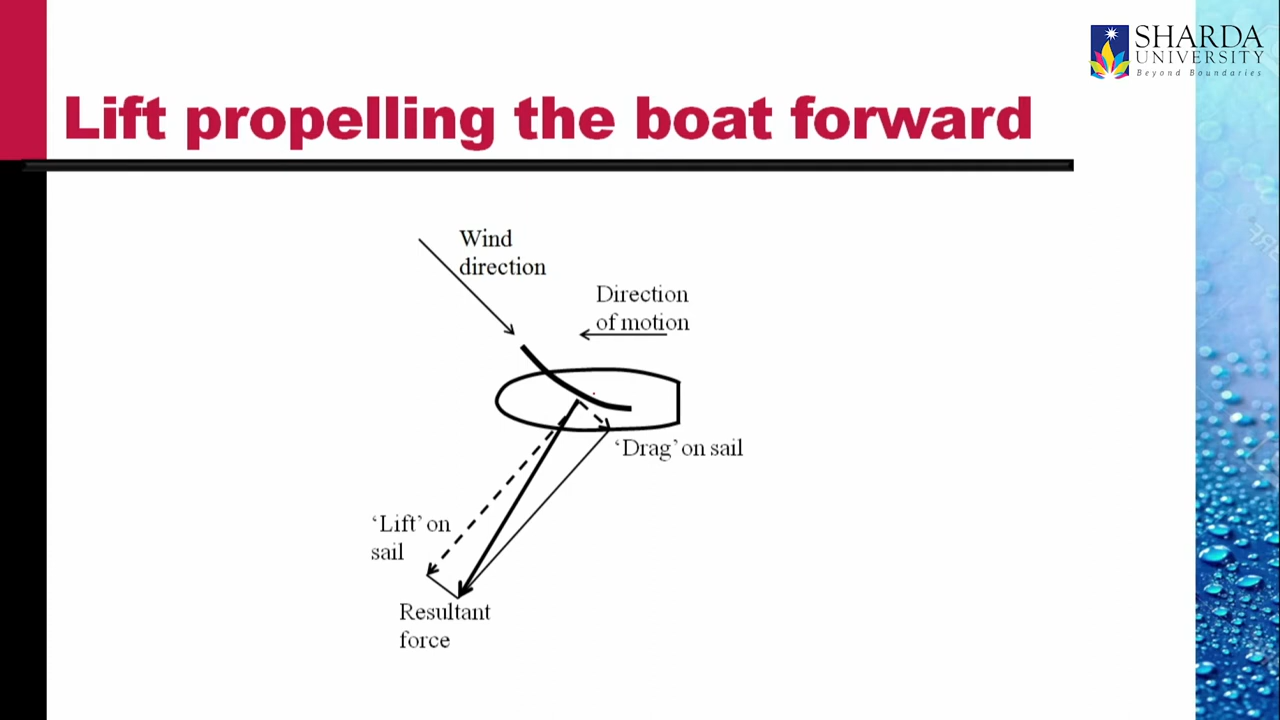 SHARDA
UNIVERSITY
Beyond Boundaries
Lift propelling the boat forward
Wind
direction
Direction
of motion
‘Drag’ on sail
‘Lift’ on
sail
Resultant
force